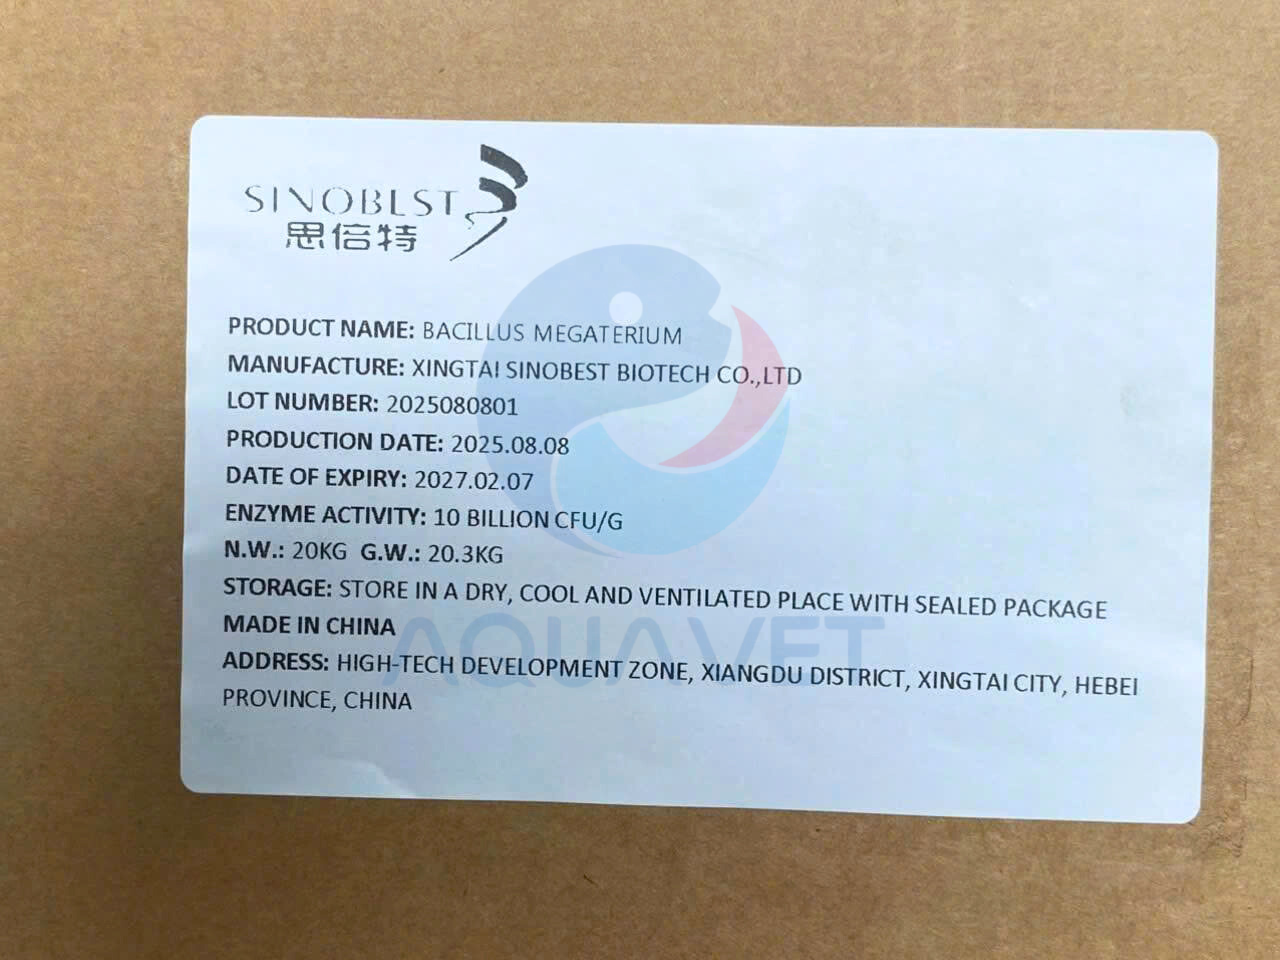 SINOBEST
思倍特
PRODUCT NAME: BACILLUS MEGATERIUM
MANUFACTURE: XINGTAI SINOBEST BIOTECH CO.,LTD
LOT NUMBER: 2025080801
PRODUCTION DATE: 2025.08.08
DATE OF EXPIRY: 2027.02.07
ENZYME ACTIVITY: 10 BILLION CFU/G
N.W.: 20KG G.W.: 20.3KG
STORAGE: STORE IN A DRY, COOL AND VENTILATED PLACE WITH SEALED PACKAGE
MADE IN CHINA
AQUAVET
ADDRESS: HIGH-TECH DEVELOPMENT ZONE, XIANGDU DISTRICT, XINGTAI CITY, HEBEI
PROVINCE, CHINA